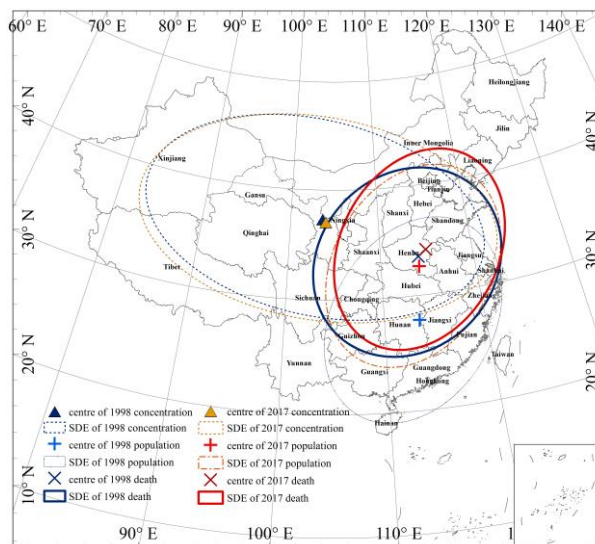 60° E 70° E 80° E 90° E 100° E 110° E 120° E 130° E 140° E
Heilongjiang
40° N
Jilin
40° N
Inner Mongolia
Xinjiang
Liaoning
Beijing
Tianjin
Gansu
Hebei
Shanxi
30° N
Ningxia
Shandong
30° N
Qinghai
Shaanxi
Henan
Jiangsu
Tibet
Anhui
Shanghai
Hubei
Sichuan
Chongqing
Zhejiang
Hunan
Jiangxi
20° N
Guizhou
Fujian
Yunnan
Taiwan
20° N
Guangxi
Guangdong
Hongkong
Hainan
centre of 1998 concentration
centre of 2017 concentration
SDE of 1998 concentration
SDE of 2017 concentration
centre of 1998 population
centre of 2017 population
SDE of 1998 population
SDE of 2017 population
centre of 1998 death
centre of 2017 death
SDE of 1998 death
SDE of 2017 death
10° N
90° E 100° E 110° E